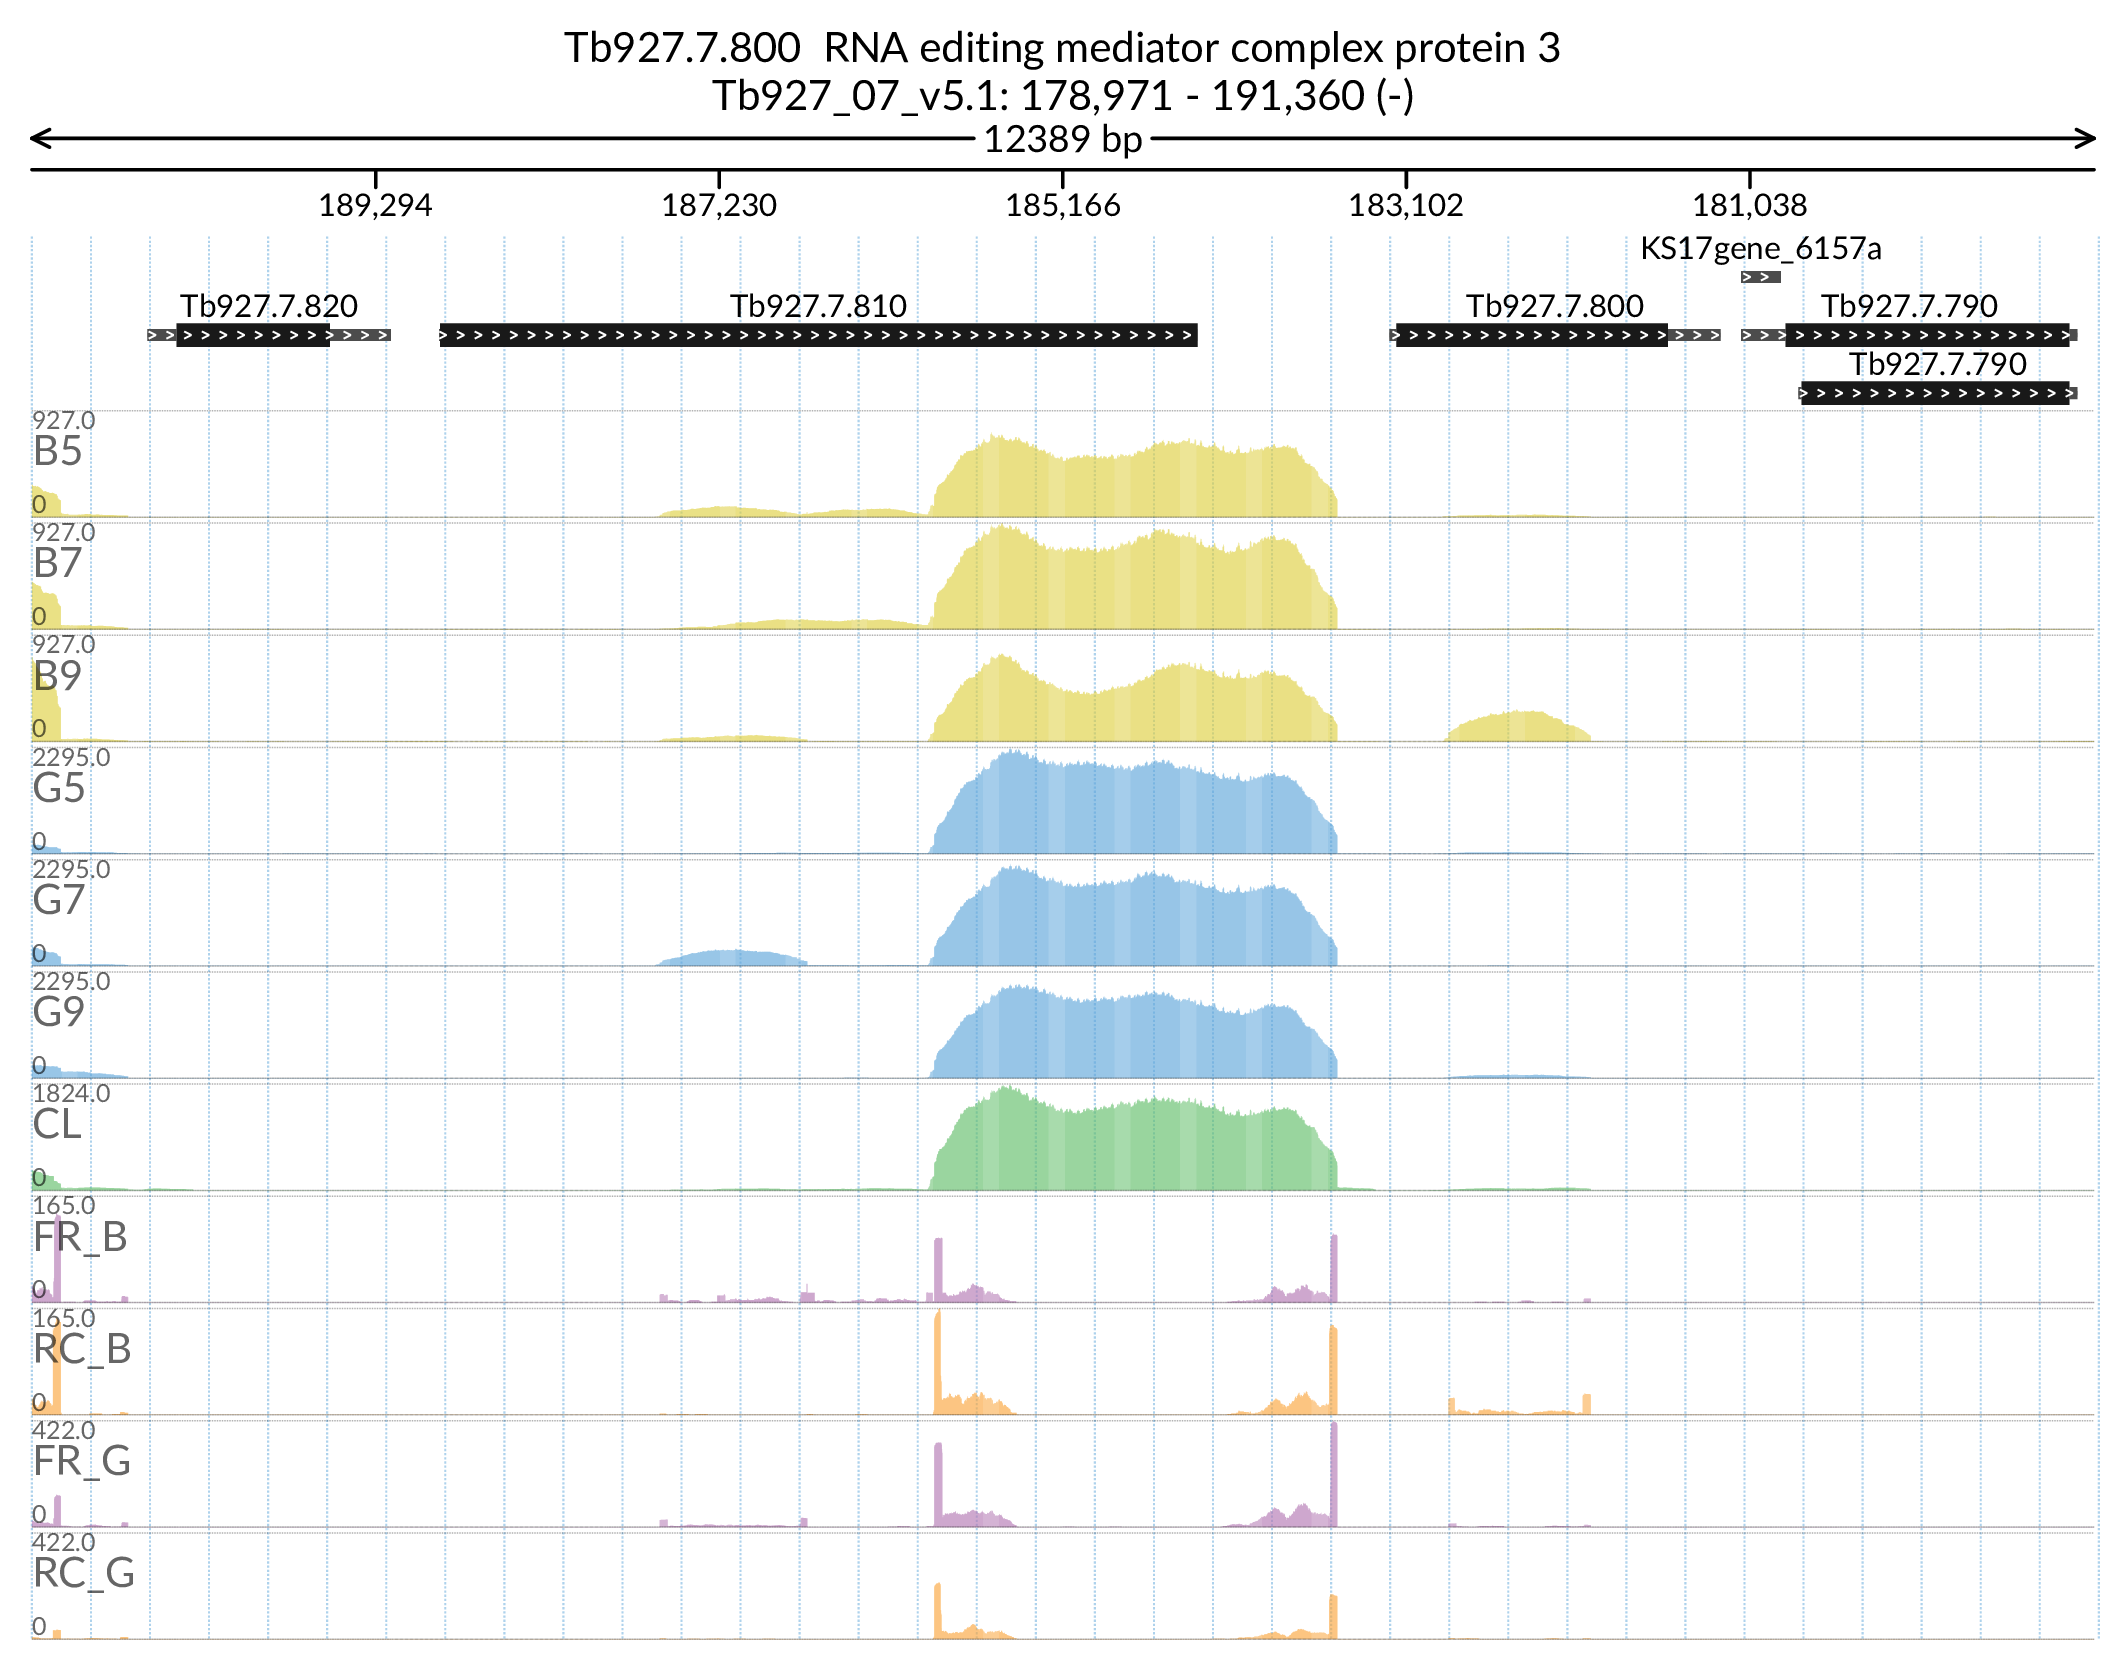 Tb927.7.800 RNA editing mediator complex protein 3
Tb927_07_v5.1: 178,971 - 191,360 (-)
12389 bp
189,294 187,230 185,166 183,102 181,038
KS17gene_6157a
Tb927.7.820 Tb927.7.810 Tb927.7.800 Tb927.7.790
Tb927.7.790
927.0
B5
0
927.0
B7
0
927.0
B9
0
2295.0
G5
0
2295.0
G7
0
2295.0
G9
0
1824.0
CL
0
165.0
FR_B
0
165.0
RC_B
0
422.0
FR_G
0
422.0
RC_G
0